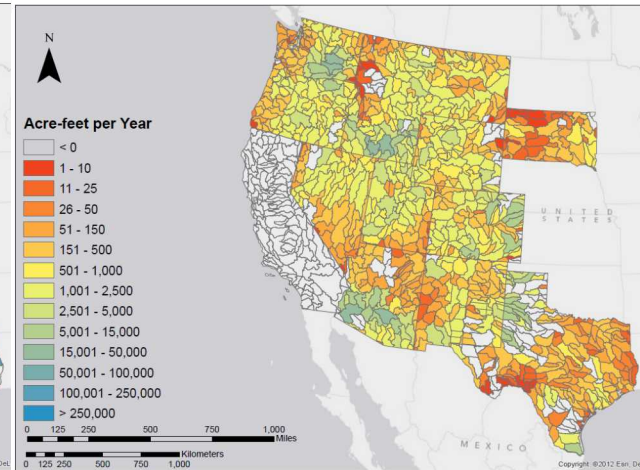 N
Acre-feet per Year
< 0
1 - 10
11 - 25
26 - 50
51 - 150
151 - 500
501 - 1,000
1,001 - 2,500
2,501 - 5,000
5,001 - 15,000
15,001 - 50,000
50,001 - 100,000
100,001 - 250,000
> 250,000
0 125 250 500 750 1,000
Miles
Kilometers
0 125 250 500 750 1,000
UNITED
STATES
MEXICO
DeL
Copyright ©2012 Esri, De